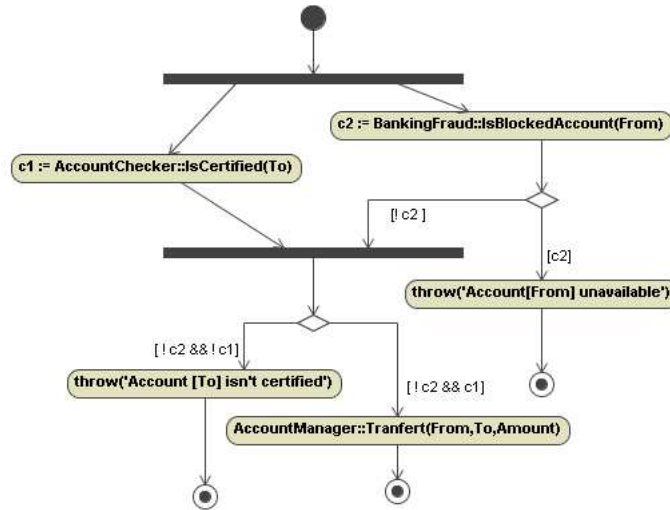 c2 := BankingFraud::IsBlockedAccount(From)
c1 := AccountChecker::IsCertified(To)
[! c2 ]
[c2]
throw('Account[From] unavailable')
[ ! c2 && ! c1]
throw('Account [To] isn't certified')
[ ! c2 && c1]
AccountManager::Tranfert(From,To,Amount)